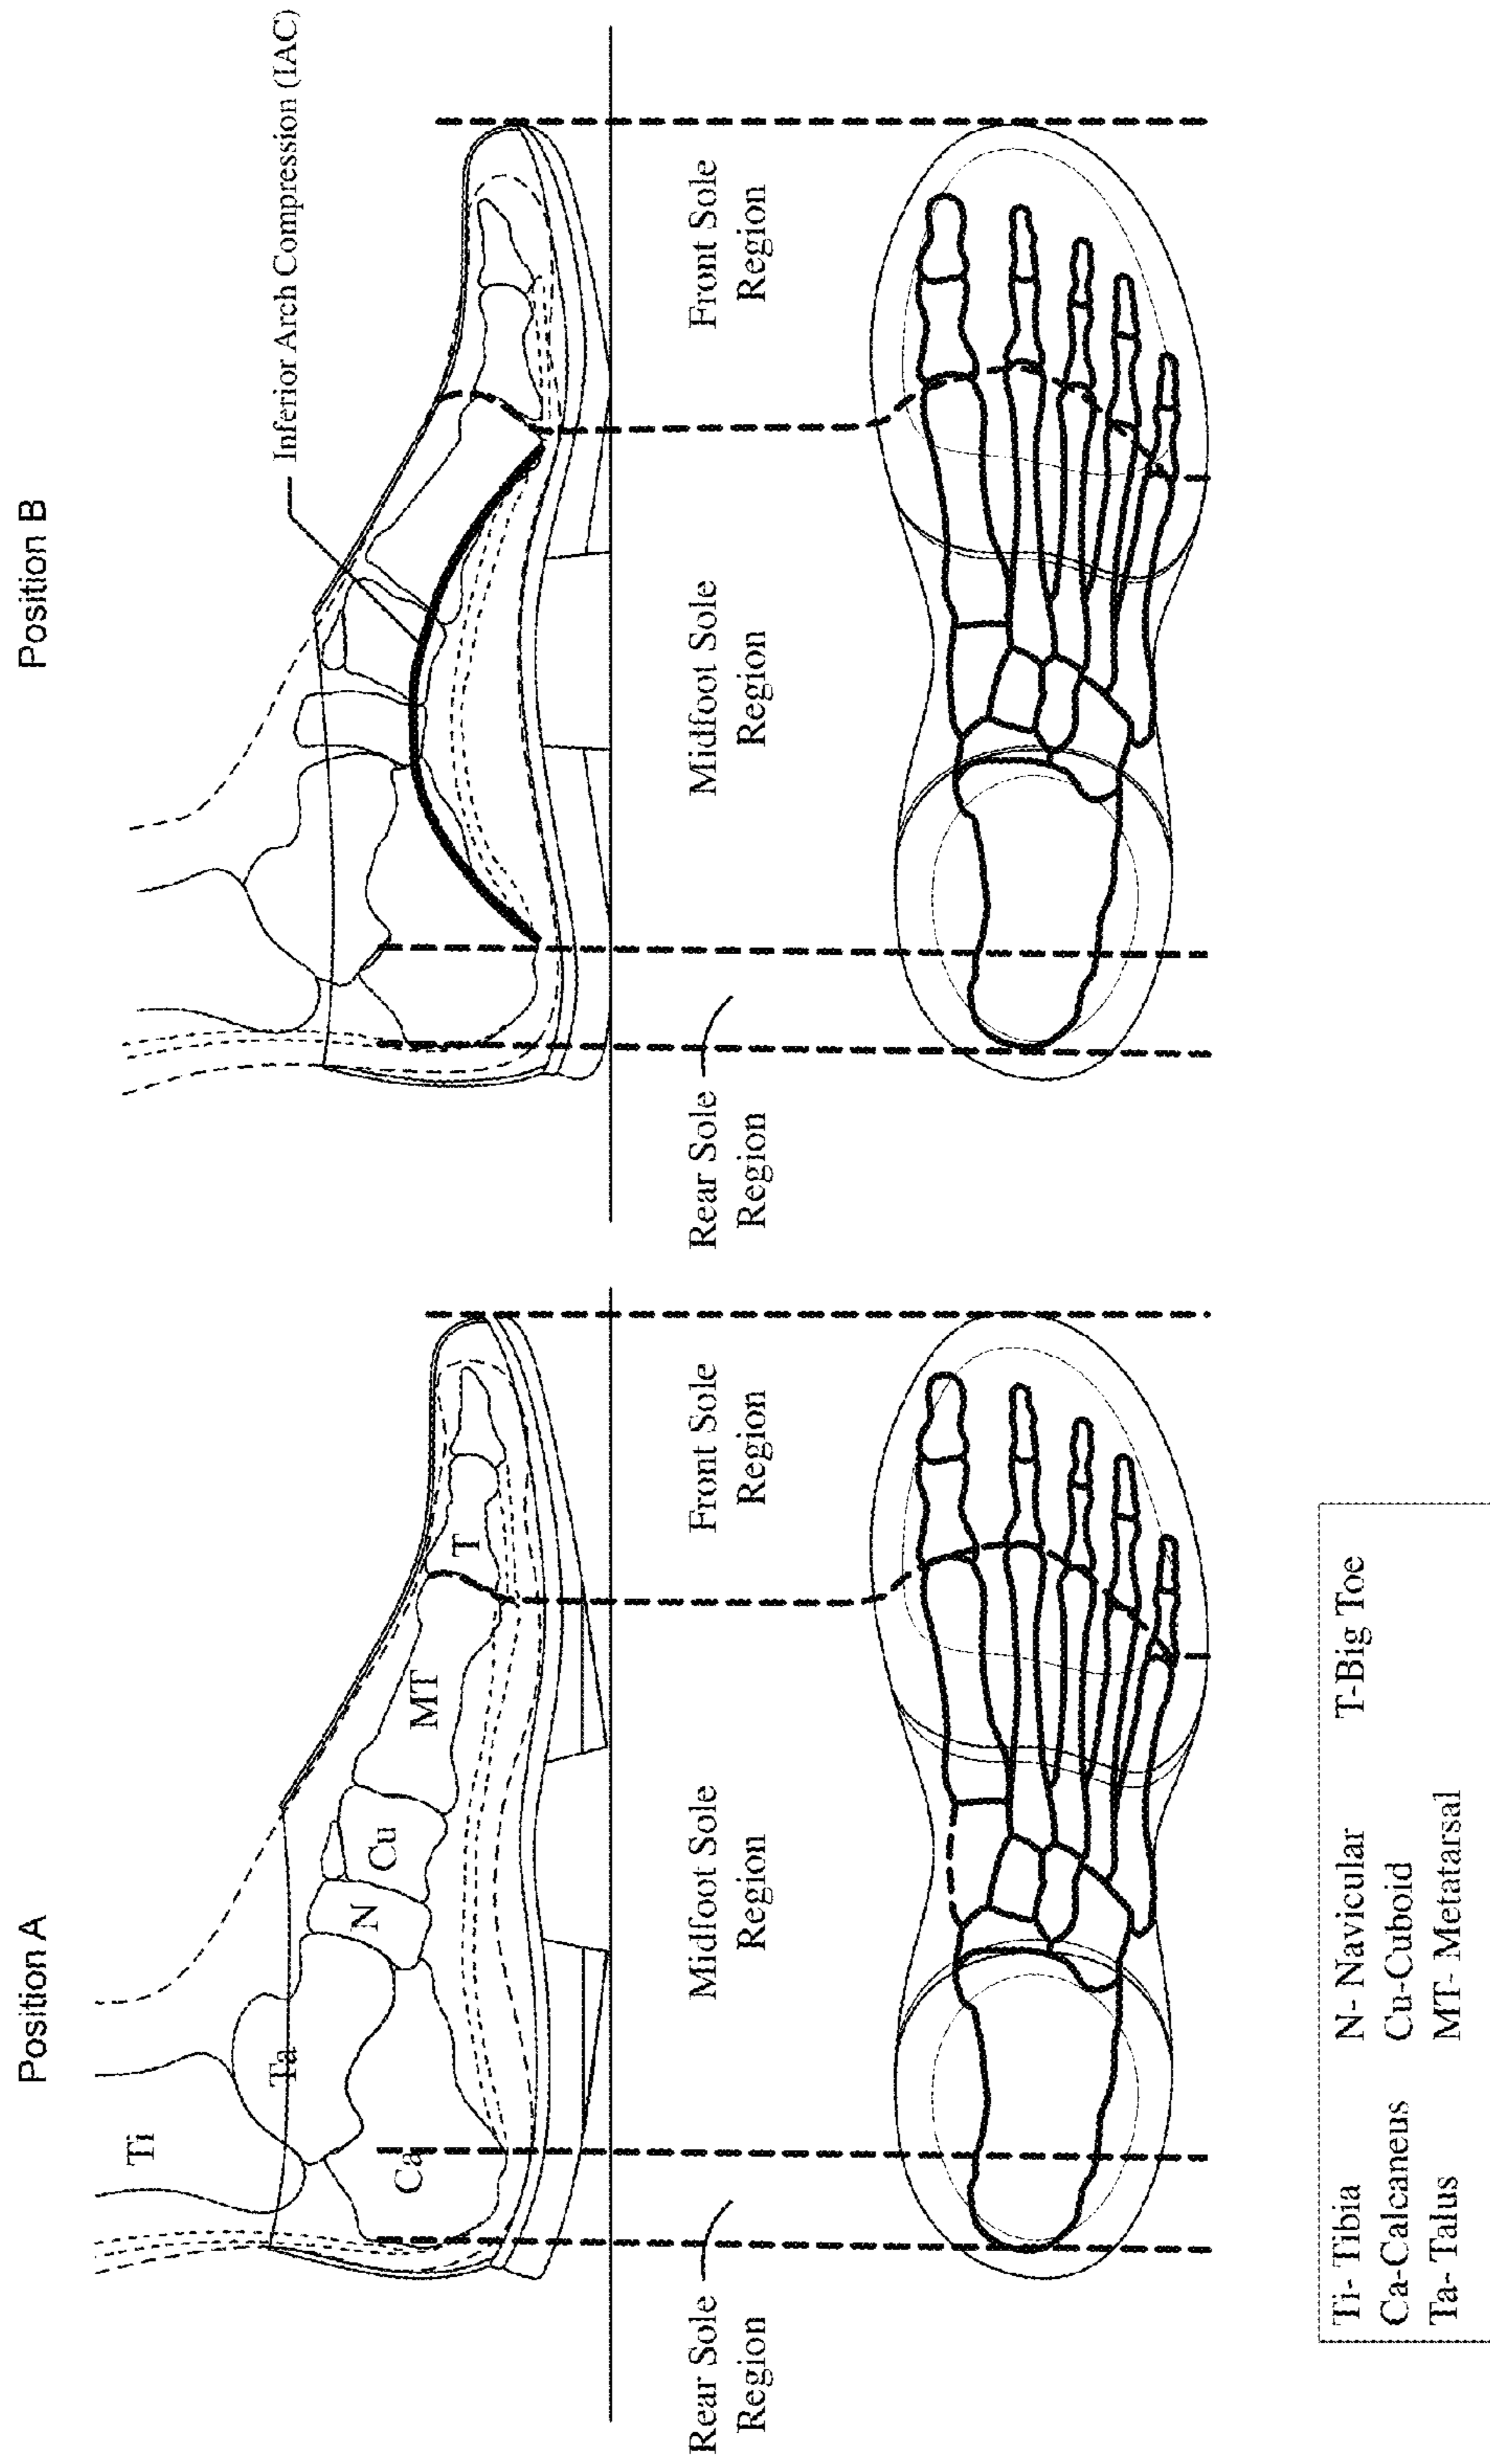 Position A
Position B
Inferior Arch Compression (IAC)
Ti
Ta
Ca
N
Cu
MT
T
Rear Sole
Region
Midfoot Sole
Region
Front Sole
Region
Rear Sole
Region
Midfoot Sole
Region
Front Sole
Region
Ti- Tibia N- Navicular T-Big Toe
Ca-Calcaneus Cu-Cuboid
Ta- Talus MT- Metatarsal